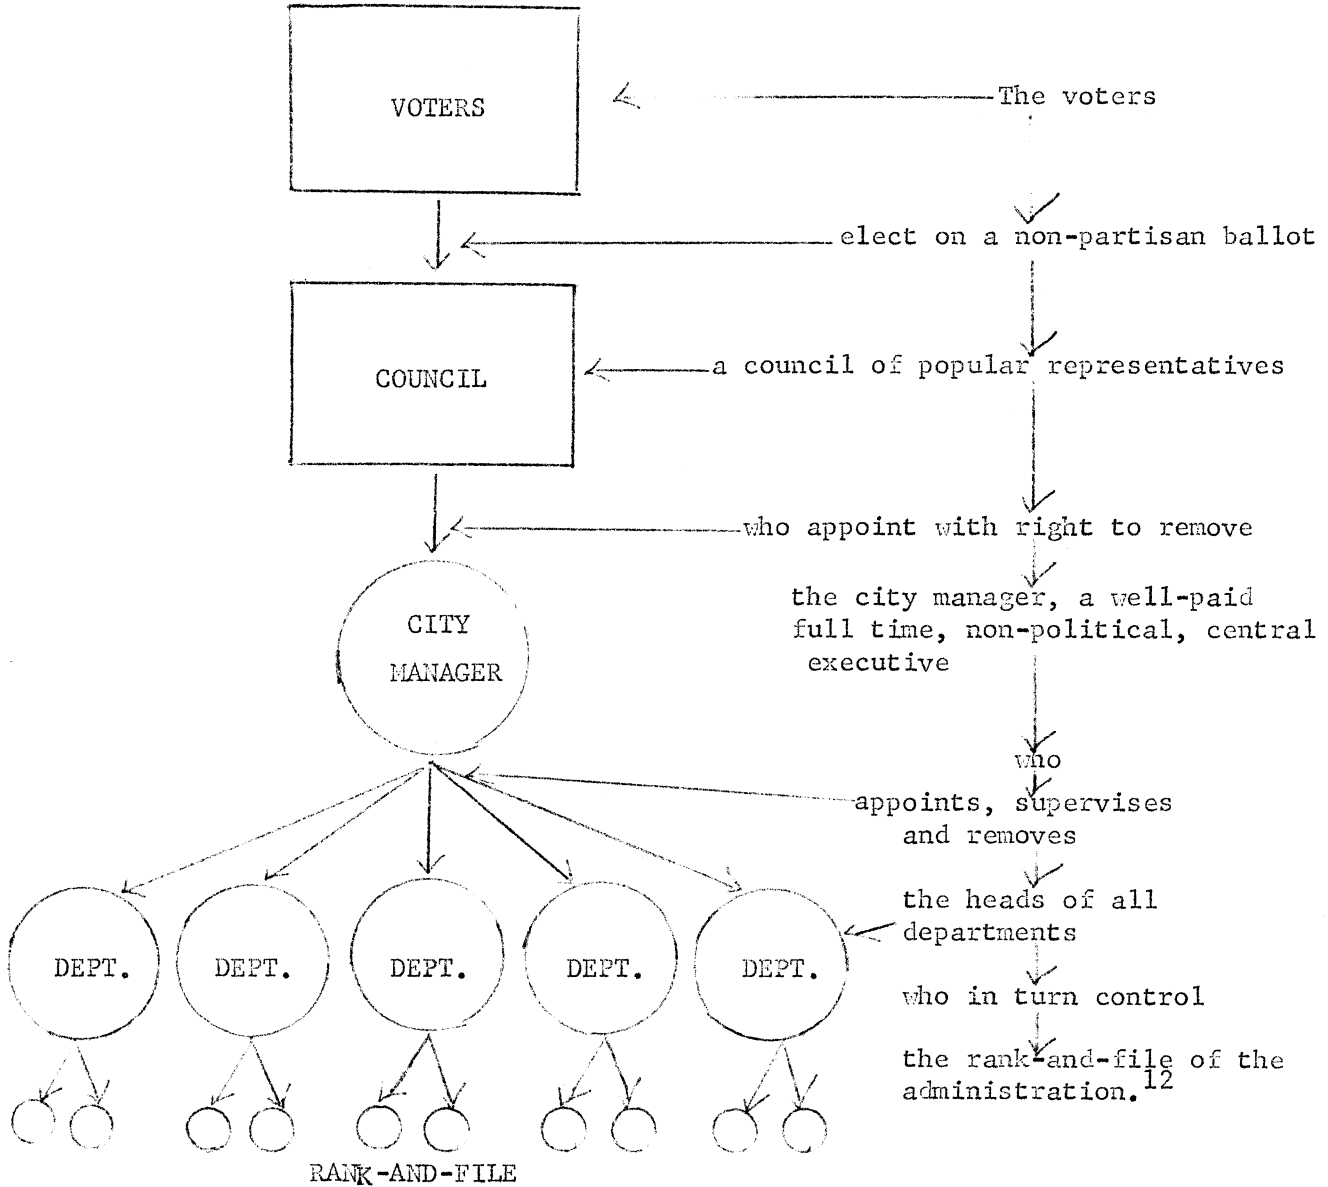 VOTERS
The voters
elect on a non-partisan ballot
COUNCIL
a council of popular representatives
who appoint with right to remove
CITY
MANAGER
the city manager, a well-paid
full time, non-political, central
executive
who
appoints, supervises
and removes
the heads of all
departments
DEPT.
DEPT.
DEPT.
DEPT.
DEPT.
who in turn control
the rank-and-file of the
administration.12
RANK-AND-FILE